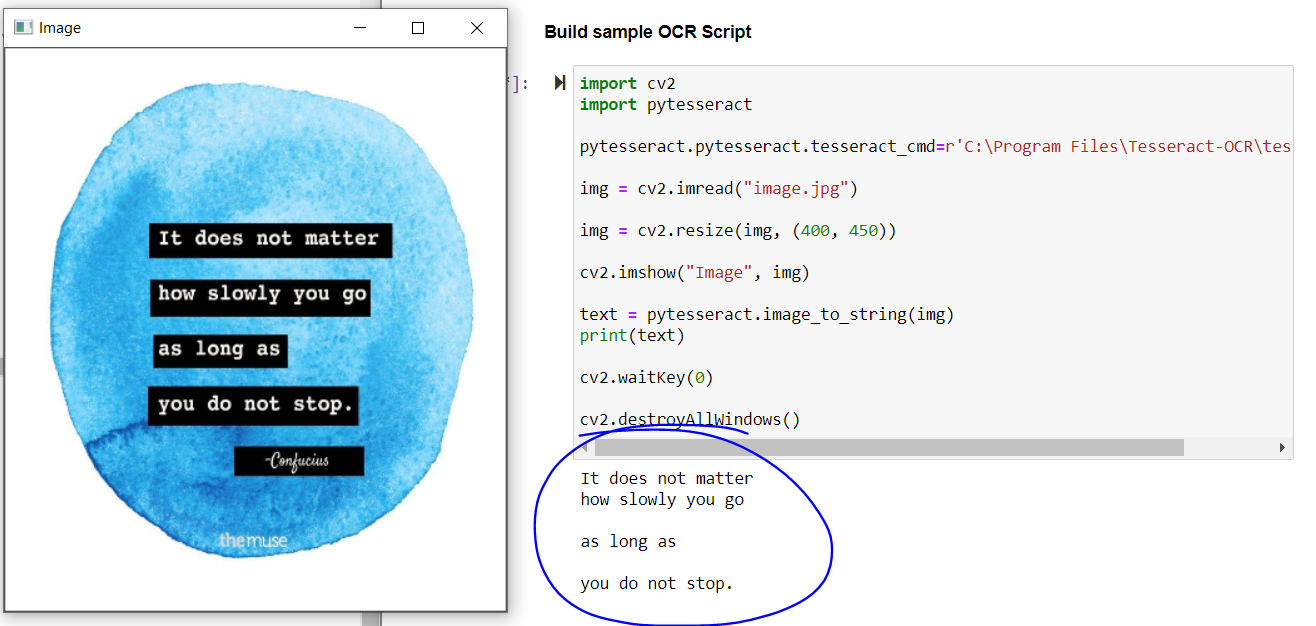 Image
It does not matter
how slowly you go
as long as
you do not stop.
-Confucius
themuse
Build sample OCR Script
]:
import cv2
import pytesseract
pytesseract.pytesseract.tesseract_cmd=r'C:\Program Files\Tesseract-OCR\tes
img = cv2.imread("image.jpg")
img = cv2.resize(img, (400, 450))
cv2.imshow("Image", img)
text = pytesseract.image_to_string(img)
print(text)
cv2.waitKey(0)
cv2.destroyAllWindows()
It does not matter
how slowly you go
as long as
you do not stop.